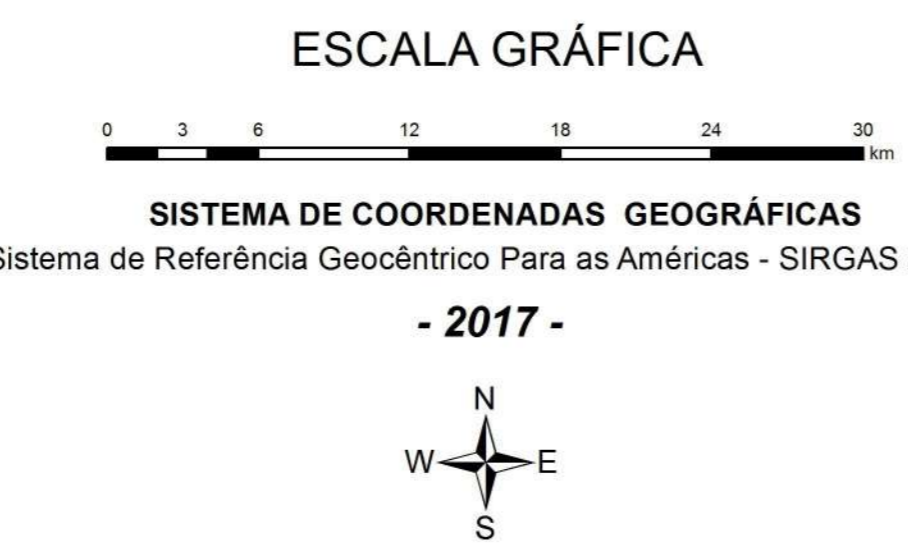 ESCALA GRÁFICA
0 3 6 12 18 24 30
km
SISTEMA DE COORDENADAS GEOGRÁFICAS
Sistema de Referência Geocêntrico Para as Américas - SIRGAS
- 2017 -
N
W E
S